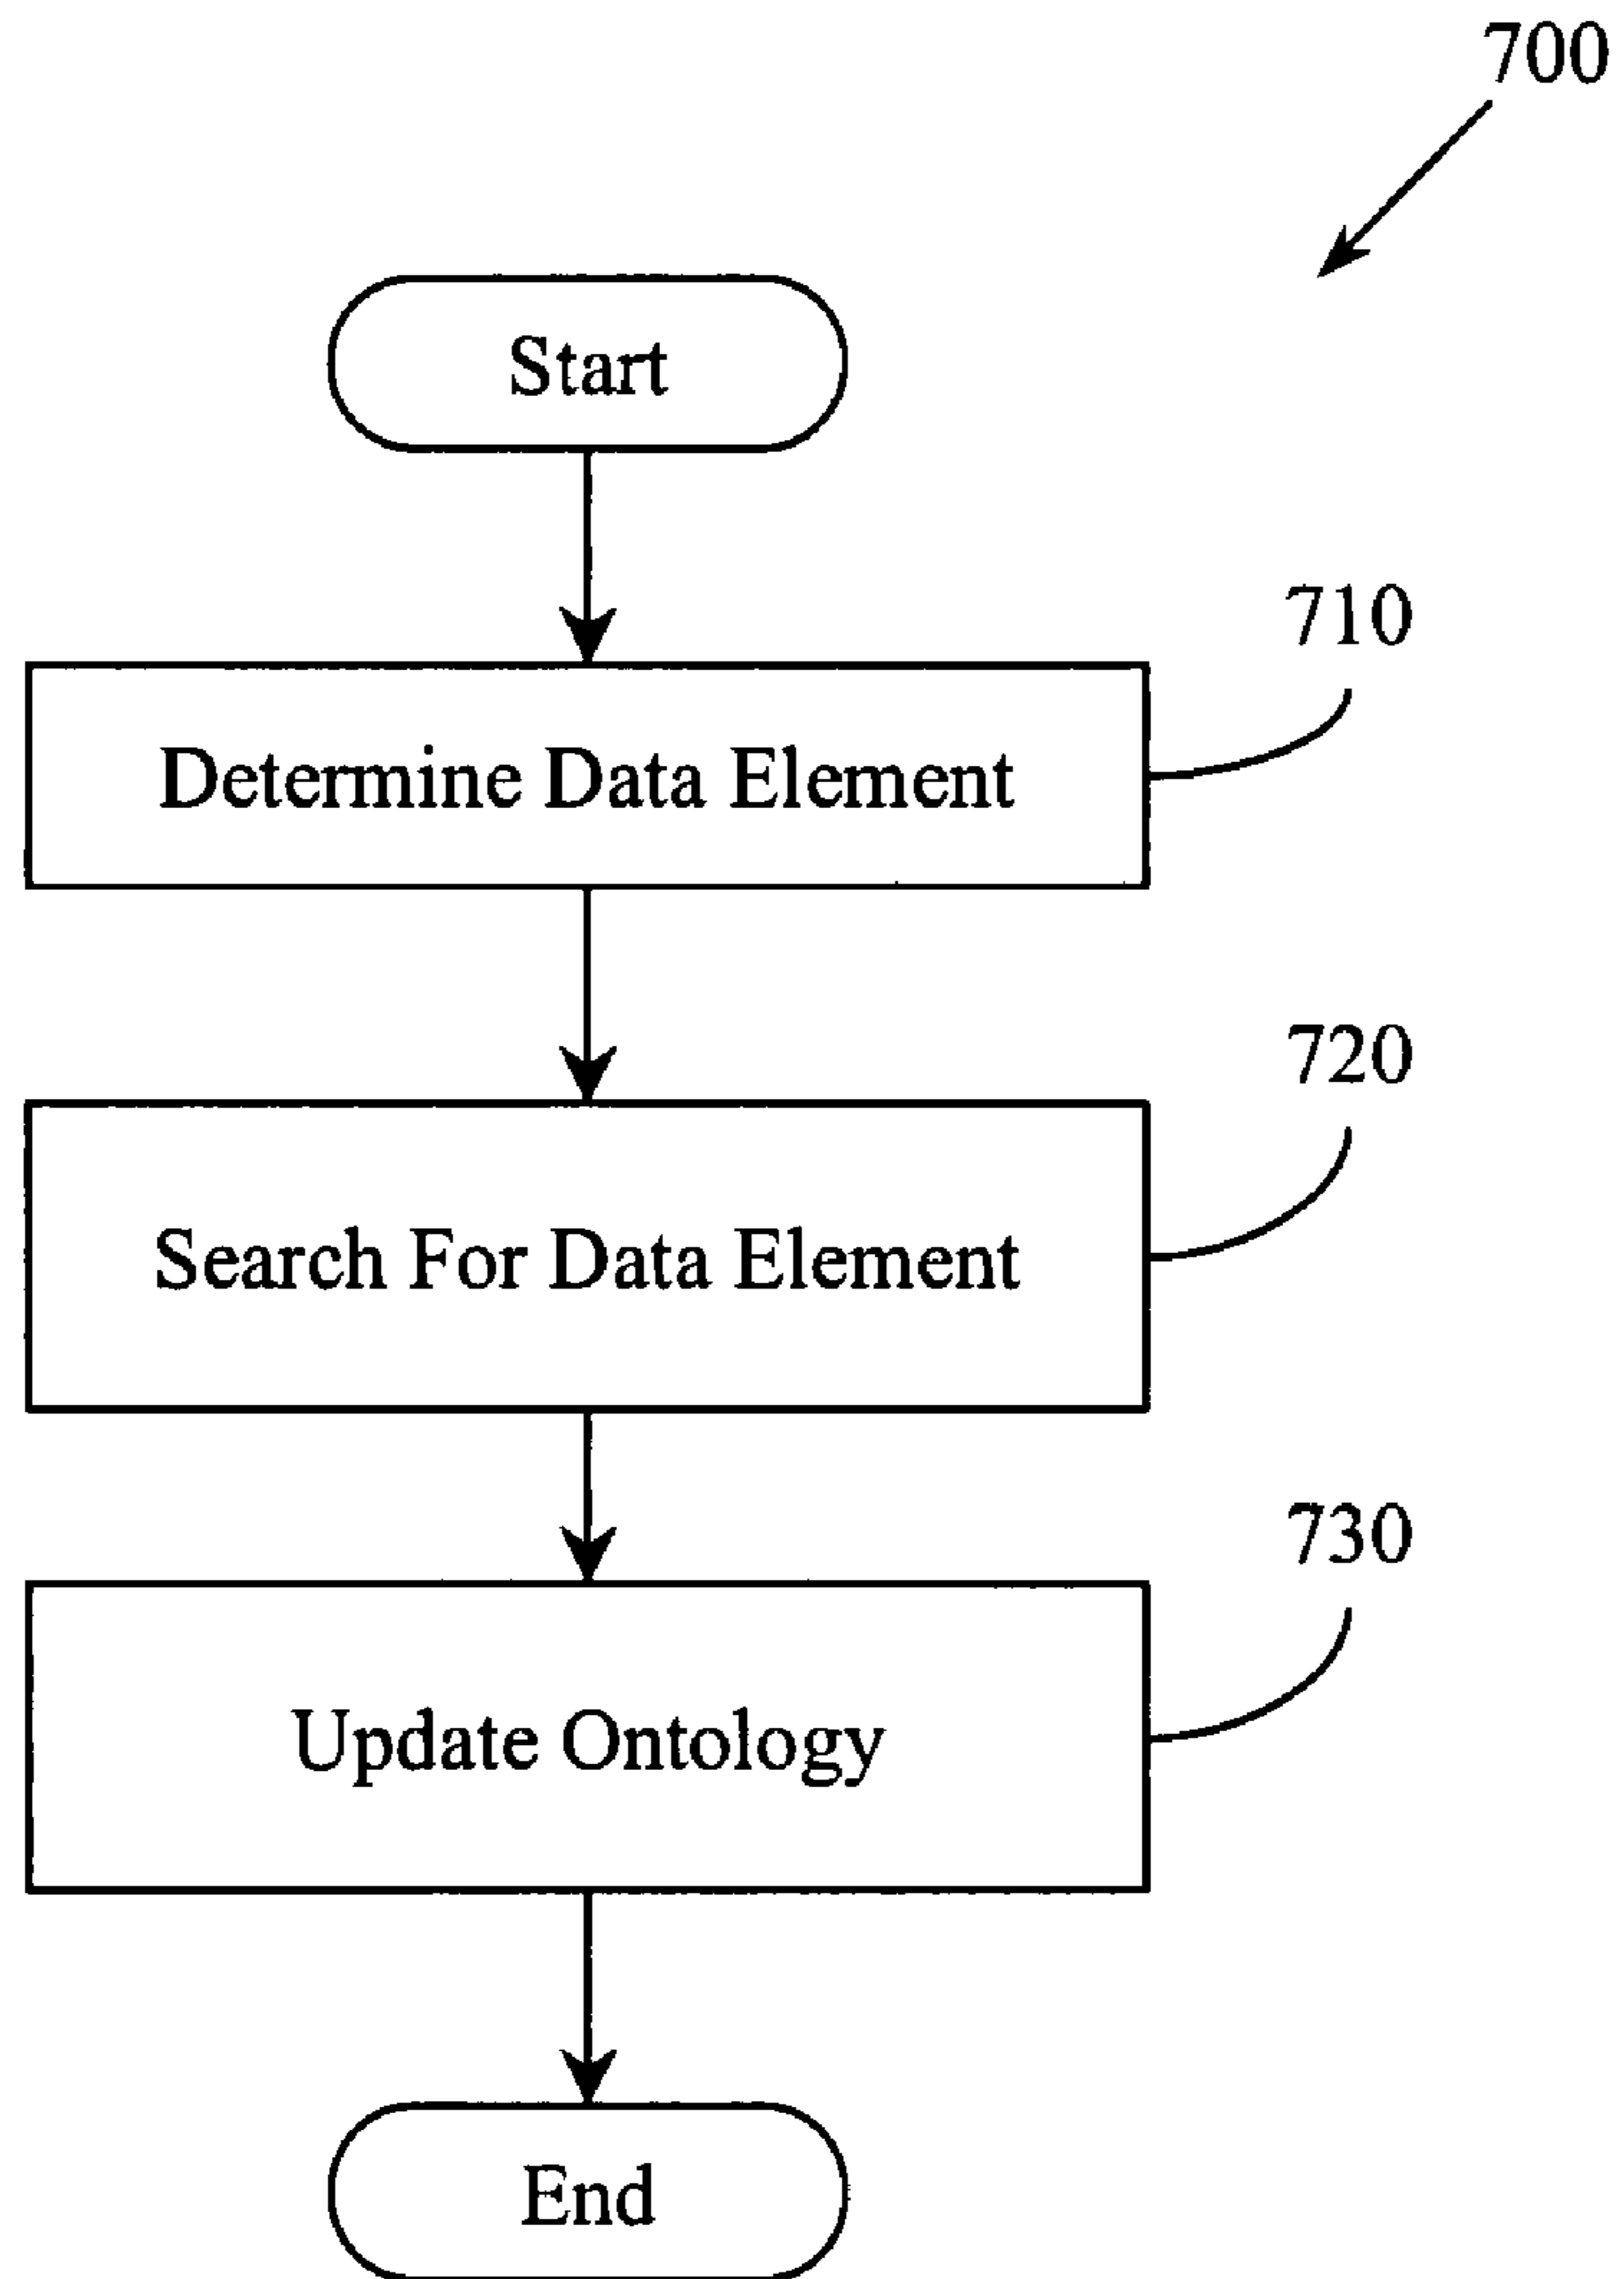 700
Start
710
Determine Data Element
720
Search For Data Element
730
Update Ontology
End